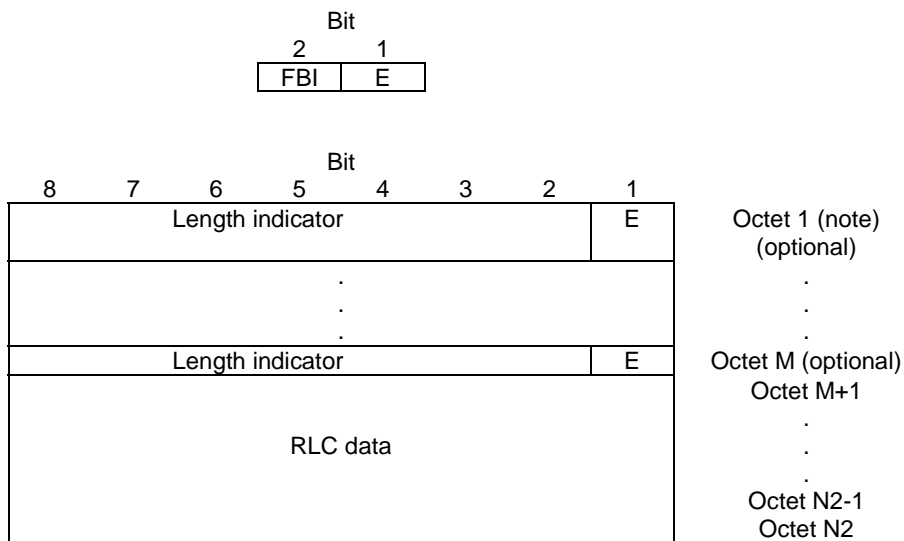 Bit
2 1
FBI E
Bit
8 7 6 5 4 3 2 1
Length indicator E Octet 1 (note)
(optional)
. .
. .
. .
Length indicator E Octet M (optional)
Octet M+1
.
RLC data .
.
Octet N2-1
Octet N2